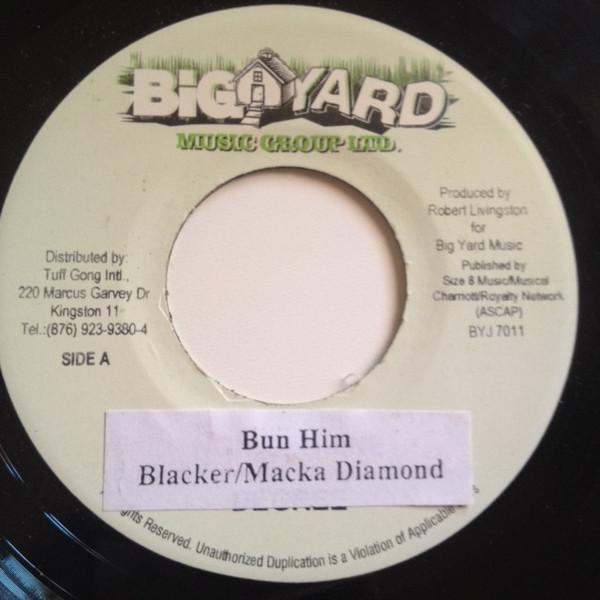 BiG YARD
MUSIC GROUP LTD.
Produced by
Robert Livingston
for
Big Yard Music
Published by
Size 8 Music/Musical
Charriott/Royalty Network
(ASCAP)
BYJ 7011
Distributed by:
Tuff Gong Intl.,
220 Marcus Garvey Dr
Kingston 11
Tel.:(876) 923-9380-4
SIDE A
Bun Him
Blacker/Macka Diamond
Reserved. Unauthorized Duplication is a Violation of Applicable